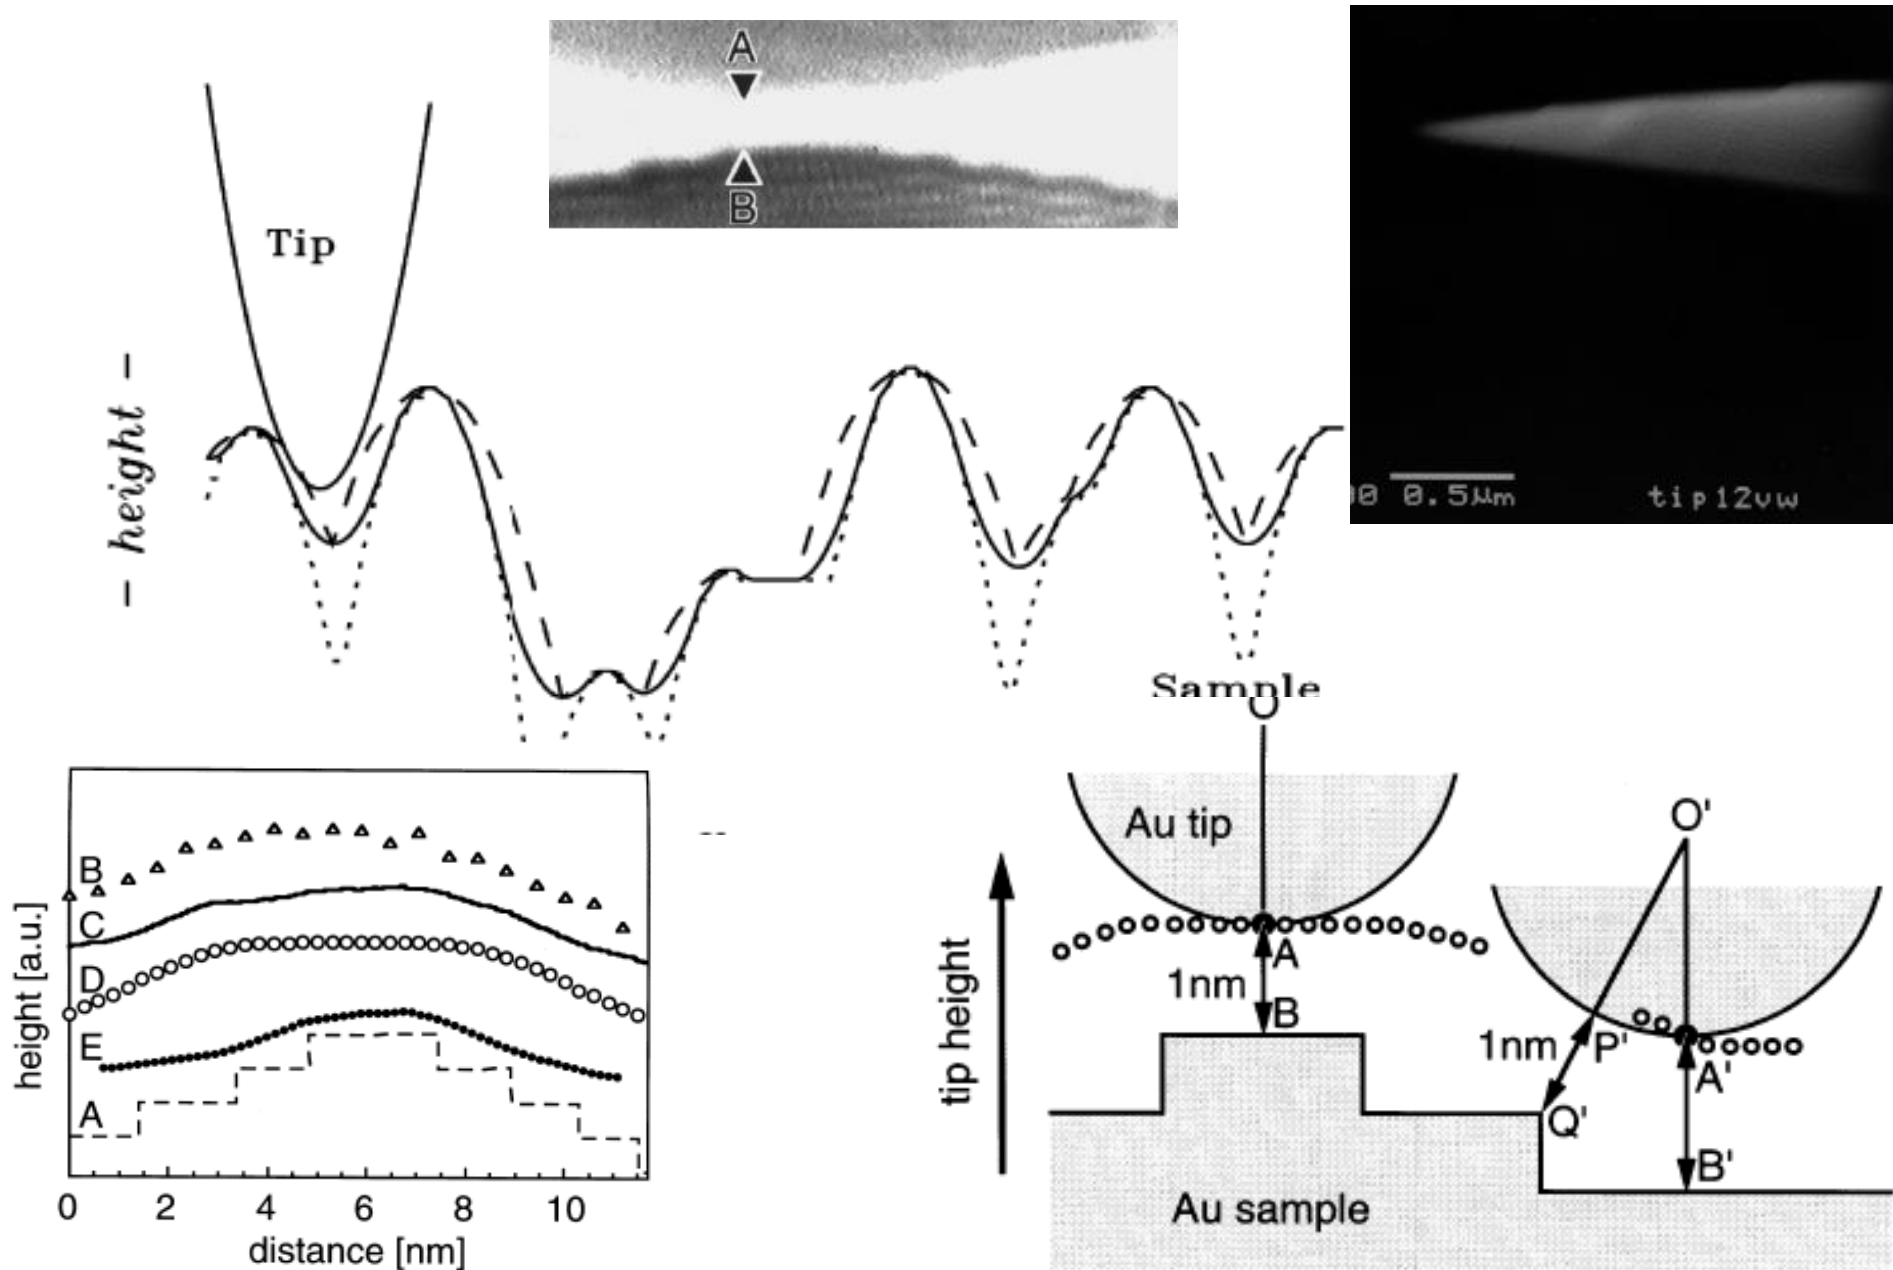 A
B
Tip
– height –
00 0.5µm
tip12vw
Sample
B
C
D
E
A
height [a.u.]
0 2 4 6 8 10
distance [nm]
O
Au tip
A
1nm
B
tip height
O'
1nm
P'
A'
Q'
B'
Au sample